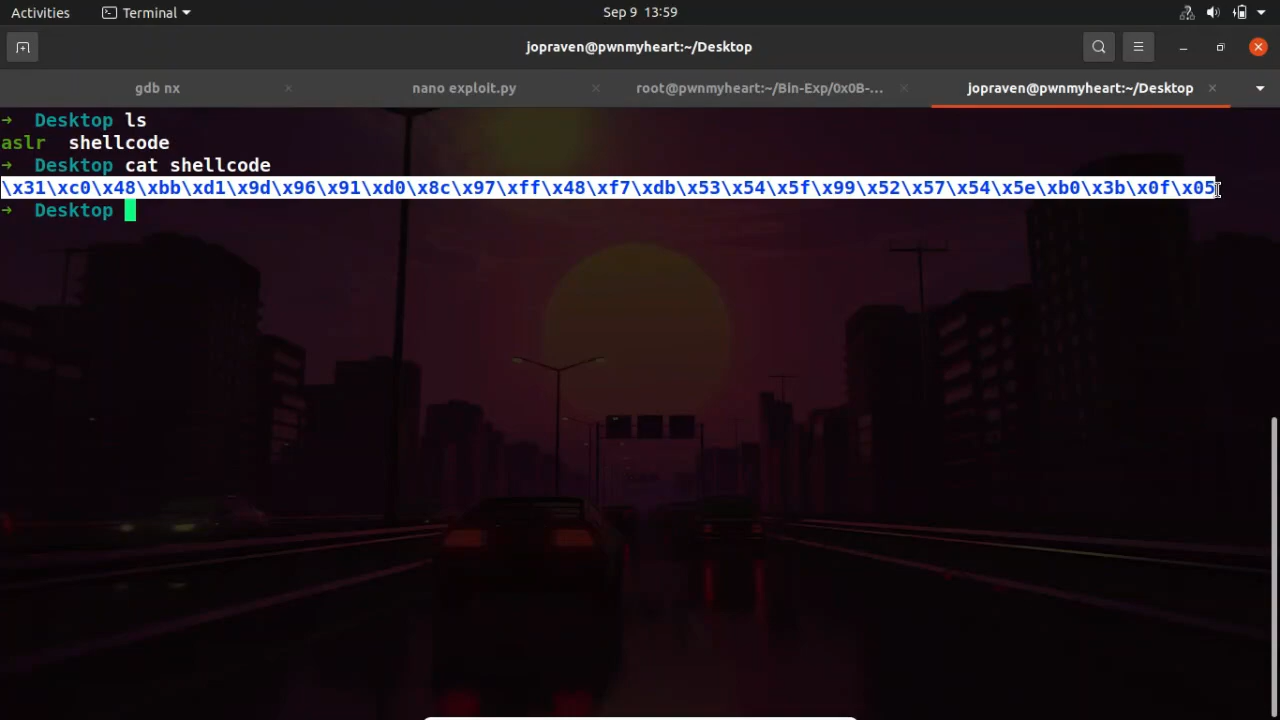 Activities
Terminal
Sep 9 13:59
jopraven@pwnmyheart:~/Desktop
gdb nx
nano exploit.py
root@pwnmyheart:~/Bin-Exp/0x0B-...
jopraven@pwnmyheart:~/Desktop
→ Desktop ls
aslr shellcode
→ Desktop cat shellcode
\x31\xc0\x48\xbb\xd1\x9d\x96\x91\xd0\x8c\x97\xff\x48\xf7\xdb\x53\x54\x5f\x99\x52\x57\x54\x5e\xb0\x3b\x0f\x05
→ Desktop